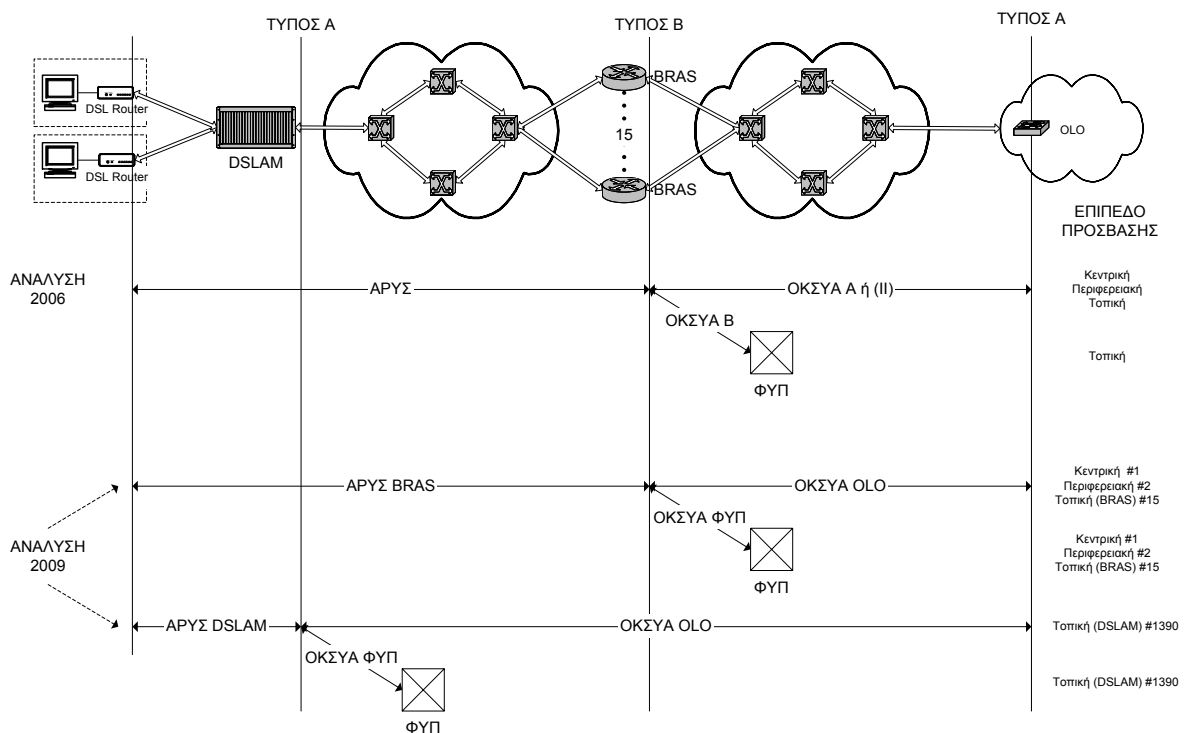 ΤΥΠΟΣ Α
ΤΥΠΟΣ Β
ΤΥΠΟΣ Α
DSL Router
DSL Router
DSLAM
BRAS
15
BRAS
OLO
ΕΠΙΠΕΔΟ
ΠΡΟΣΒΑΣΗΣ
ΑΝΑΛΥΣΗ
2006
ΑΡΥΣ
ΟΚΣΥΑ Α ή (ΙΙ)
Κεντρική
Περιφερειακή
Τοπική
ΟΚΣΥΑ Β
ΦΥΠ
Τοπική
ΑΡΥΣ BRAS
ΟΚΣΥΑ OLO
Κεντρική #1
Περιφερειακή #2
Τοπική (BRAS) #15
ΟΚΣΥΑ ΦΥΠ
ΦΥΠ
Κεντρική #1
Περιφερειακή #2
Τοπική (BRAS) #15
ΑΝΑΛΥΣΗ
2009
ΑΡΥΣ DSLAM
ΟΚΣΥΑ OLO
Τοπική (DSLAM) #1390
ΟΚΣΥΑ ΦΥΠ
ΦΥΠ
Τοπική (DSLAM) #1390